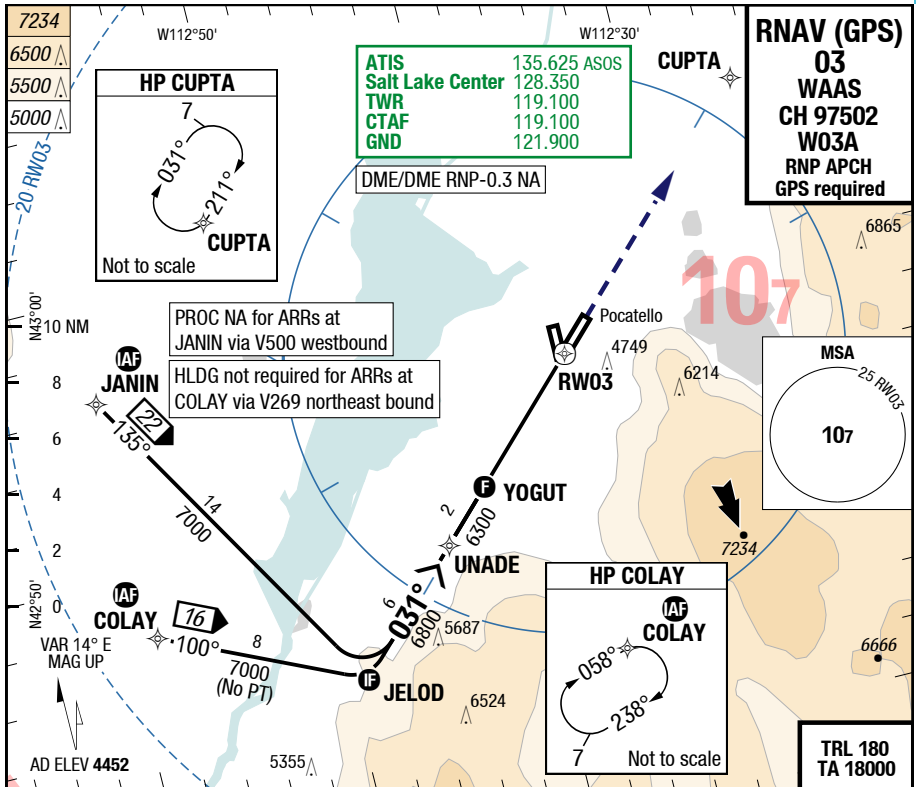 7234
6500
5500
5000
W112°50'
W112°30'
RNAV (GPS)
03
WAAS
CH 97502
W03A
RNP APCH
GPS required
ATIS 135.625 ASOS
Salt Lake Center 128.350
TWR 119.100
CTAF 119.100
GND 121.900
DME/DME RNP-0.3 NA
CUPTA
HP CUPTA
7
031°
211°
CUPTA
Not to scale
20 RW03
6865
107
N43°00'
10 NM
8
6
4
2
0
N42°50'
PROC NA for ARRs at
JANIN via V500 westbound
HLDG not required for ARRs at
COLAY via V269 northeast bound
Pocatello
4749
RW03
6214
MSA
25 RW03
107
IAF
JANIN
22
135°
14
7000
F YOGUT
2
6300
UNADE
7234
IAF
COLAY
16
100°
8
7000
(No PT)
6
031°
6800
5687
IF JELOD
6524
5355
HP COLAY
IAF
COLAY
058°
238°
7
Not to scale
6666
VAR 14° E
MAG UP
AD ELEV 4452
TRL 180
TA 18000